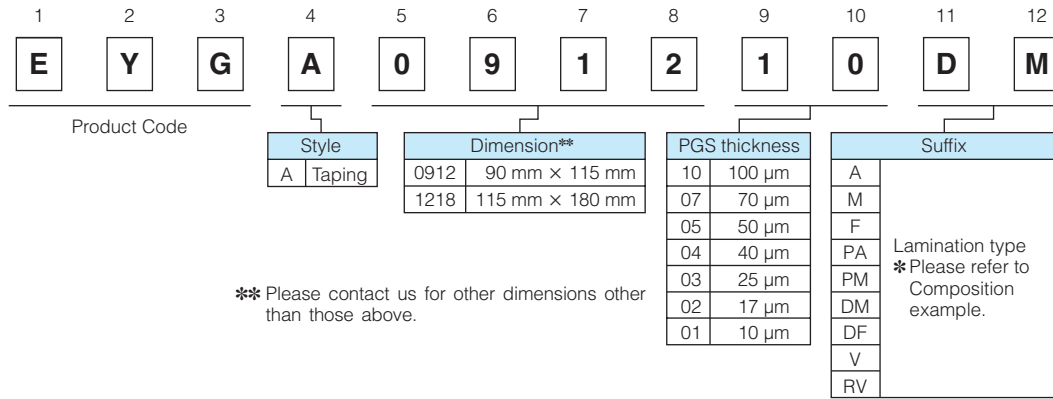 1 2 3 4 5 6 7 8 9 10 11 12
E Y G A 0 9 1 2 1 0 D M
Product Code
Style
A Taping
Dimension**
0912 90 mm × 115 mm
1218 115 mm × 180 mm
** Please contact us for other dimensions other
than those above.
PGS thickness
10 100 µm
07 70 µm
05 50 µm
04 40 µm
03 25 µm
02 17 µm
01 10 µm
Suffix
A
M
F
PA
PM
DM
DF
V
RV
Lamination type
* Please refer to
Composition
example.